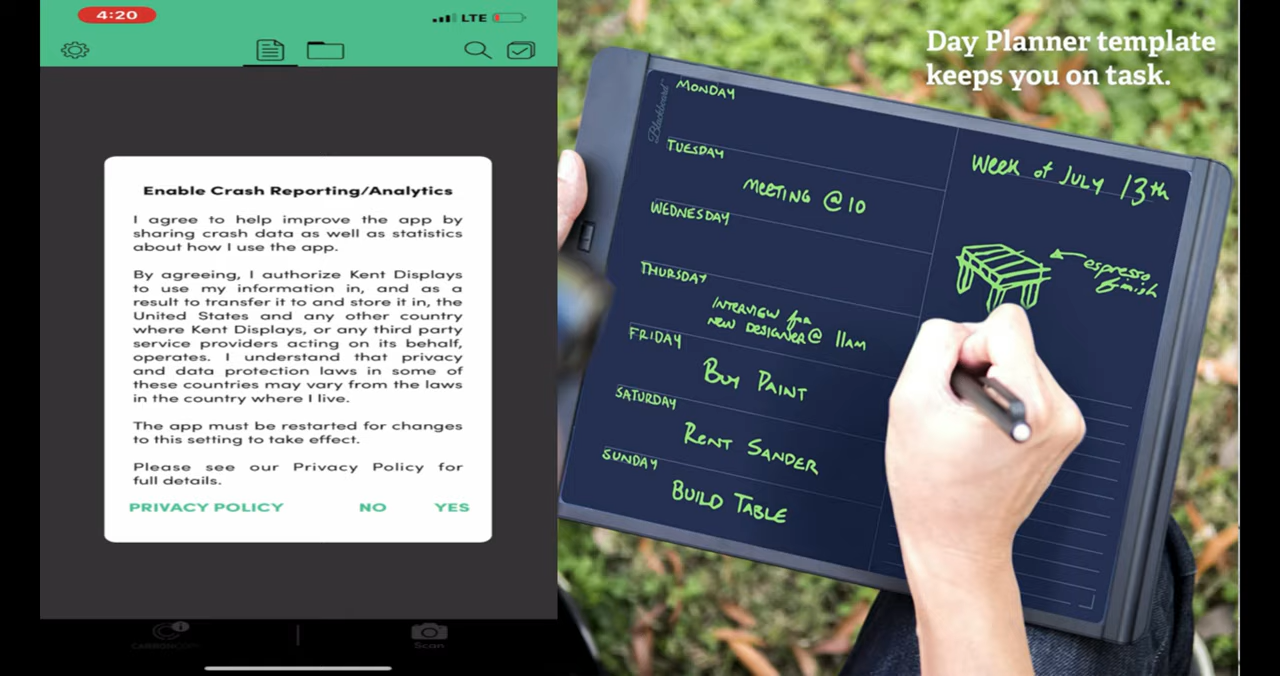 4:20
LTE
Enable Crash Reporting/Analytics
I agree to help improve the app by
sharing crash data as well as statistics
about how I use the app.
By agreeing, I authorize Kent Displays
to use my information in, and as a
result to transfer it to and store it in, the
United States and any other country
where Kent Displays, or any third party
service providers acting on its behalf,
operates. I understand that privacy
and data protection laws in some of
these countries may vary from the laws
in the country where I live.
The app must be restarted for changes
to this setting to take effect.
Please see our Privacy Policy for
full details.
PRIVACY POLICY NO YES
Scan
Day Planner template
keeps you on task.
Blackboard
MONDAY
TUESDAY
MEETING @ 10
WEDNESDAY
THURSDAY
INTERVIEW for
NEW DESIGNER @ 11AM
FRIDAY
BUY PAINT
SATURDAY
RENT SANDER
SUNDAY
BUILD TABLE
Week of JULY 13th
espresso
finish